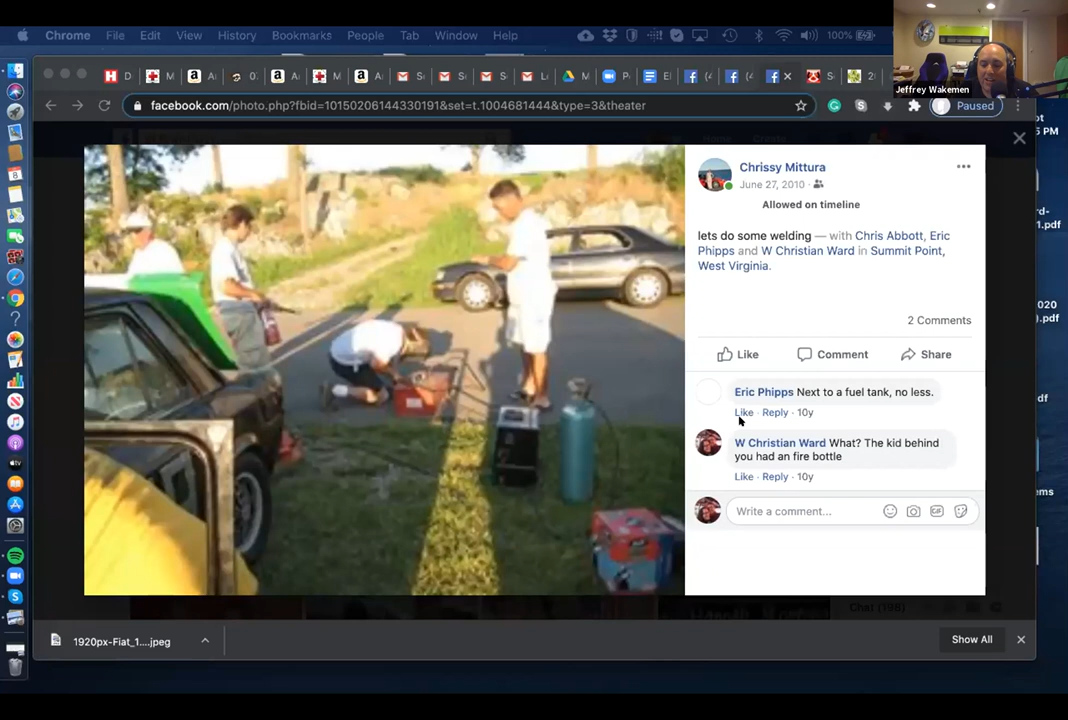 Chrome File Edit View History Bookmarks People Tab Window Help 100%
Jeffrey Wakemen
facebook.com/photo.php?fbid=10150206144330191&set=t.1004681444&type=3&theater
Paused
Chrissy Mittura
June 27, 2010
Allowed on timeline
lets do some welding — with Chris Abbott, Eric
Phipps and W Christian Ward in Summit Point,
West Virginia.
2 Comments
Like Comment Share
Eric Phipps Next to a fuel tank, no less.
Like · Reply · 10y
W Christian Ward What? The kid behind
you had an fire bottle
Like · Reply · 10y
Write a comment...
GIF
Chat (198)
1920px-Fiat_1....jpeg
Show All